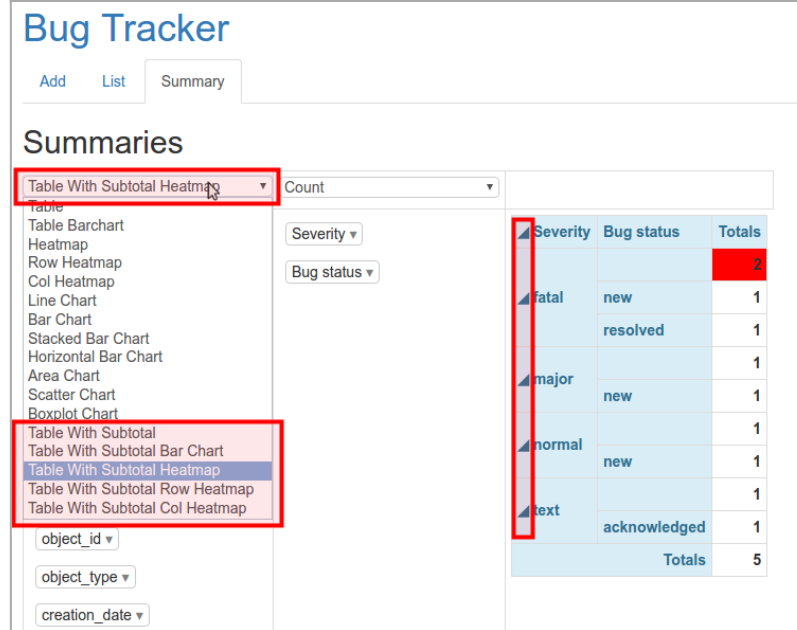 Bug Tracker
Add List Summary
Summaries
Table With Subtotal Heatmap Count
Table
Table Barchart
Heatmap
Row Heatmap
Col Heatmap
Line Chart
Bar Chart
Stacked Bar Chart
Horizontal Bar Chart
Area Chart
Scatter Chart
Boxplot Chart
Table With Subtotal
Table With Subtotal Bar Chart
Table With Subtotal Heatmap
Table With Subtotal Row Heatmap
Table With Subtotal Col Heatmap
object_id
object_type
creation_date
Severity
Bug status
Severity Bug status Totals
2
fatal new 1
resolved 1
1
major
new 1
1
normal
new 1
1
text
acknowledged 1
Totals 5